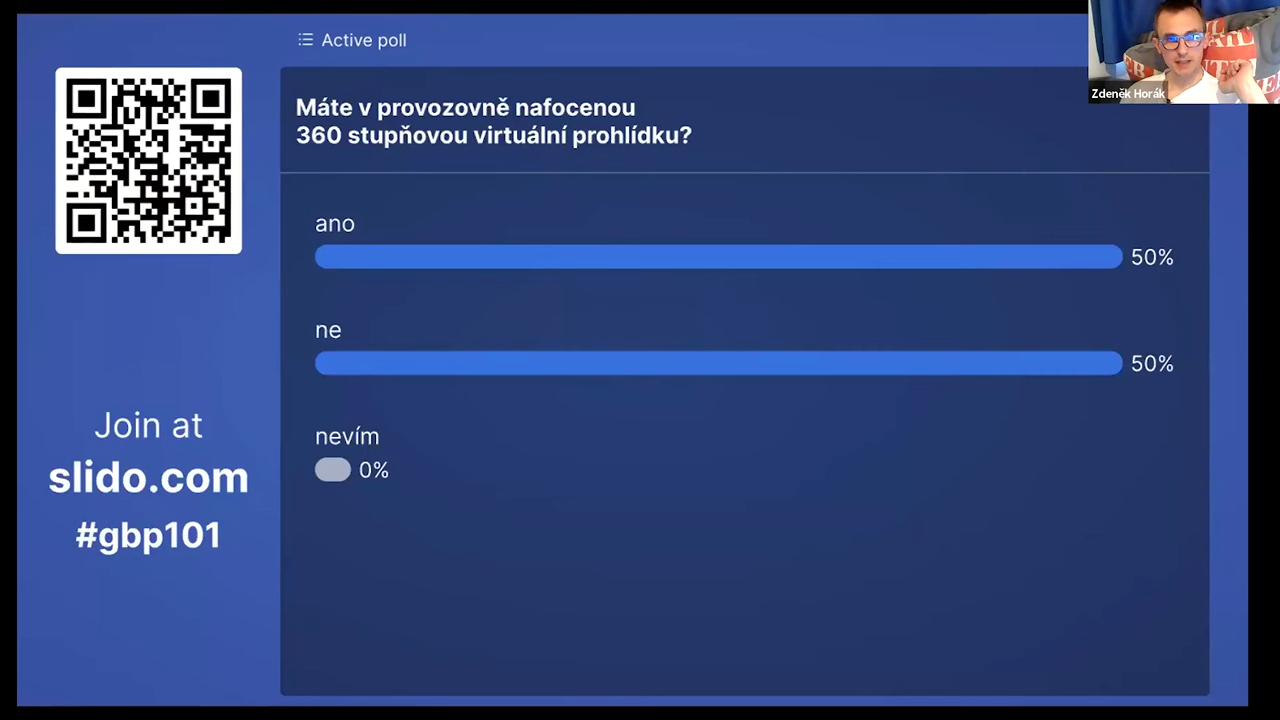 Active poll
Máte v provozovně nafocenou
360 stupňovou virtuální prohlídku?
ano
50%
ne
50%
nevím
0%
Join at
slido.com
#gbp101
Zdeněk Horák